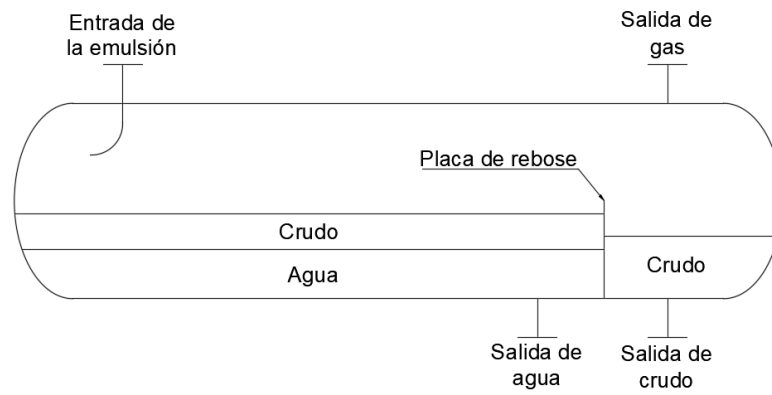 Entrada de
la emulsión
Salida de
gas
Placa de rebose
Crudo
Agua
Crudo
Salida de
agua
Salida de
crudo